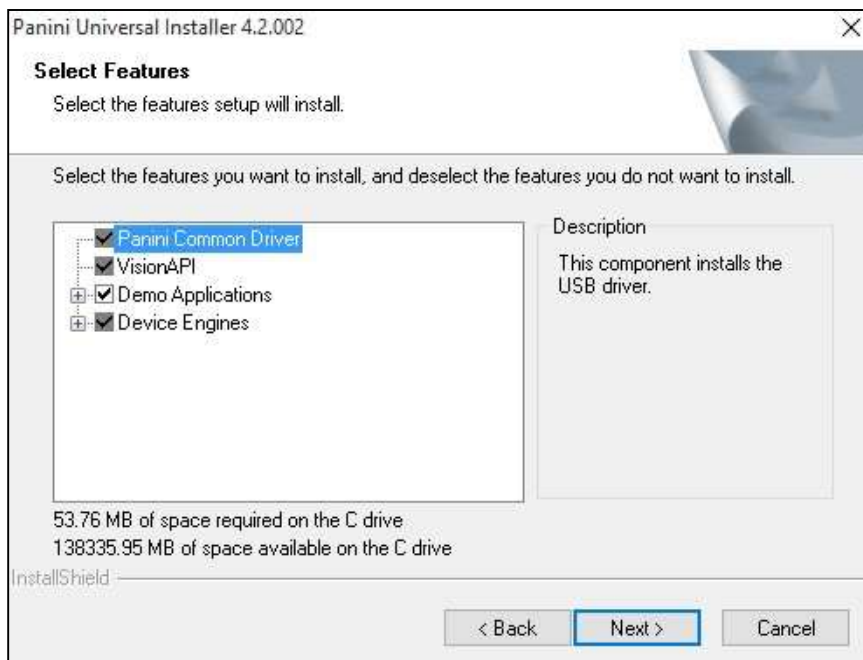 Panini Universal Installer 4.2.002
Select Features
Select the features setup will install.
Select the features you want to install, and deselect the features you do not want to install.
Panini Common Driver
VisionAPI
Demo Applications
Device Engines
Description
This component installs the
USB driver.
53.76 MB of space required on the C drive
138335.95 MB of space available on the C drive
InstallShield
< Back
Next >
Cancel